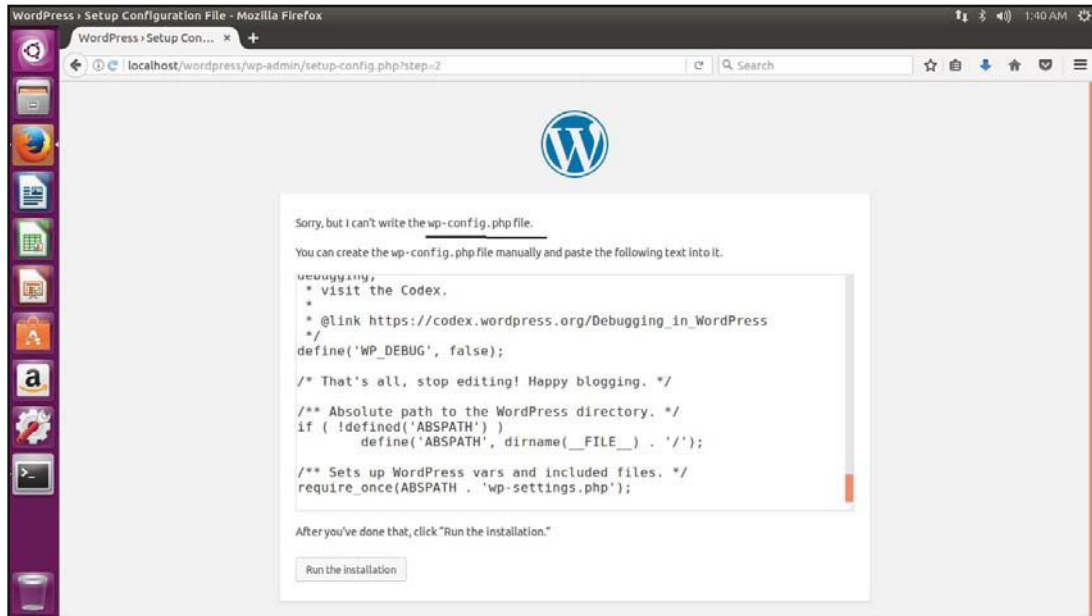 WordPress › Setup Configuration File - Mozilla Firefox
1:40 AM
WordPress › Setup Con... × +
localhost/wordpress/wp-admin/setup-config.php?step=2
Search
W
Sorry, but I can't write the wp-config.php file.
You can create the wp-config.php file manually and paste the following text into it.
debugging,
* visit the Codex.
*
* @link https://codex.wordpress.org/Debugging_in_WordPress
*/
define('WP_DEBUG', false);
/* That's all, stop editing! Happy blogging. */
/** Absolute path to the WordPress directory. */
if ( !defined('ABSPATH') )
define('ABSPATH', dirname(__FILE__) . '/');
/** Sets up WordPress vars and included files. */
require_once(ABSPATH . 'wp-settings.php');
After you've done that, click "Run the installation."
Run the installation